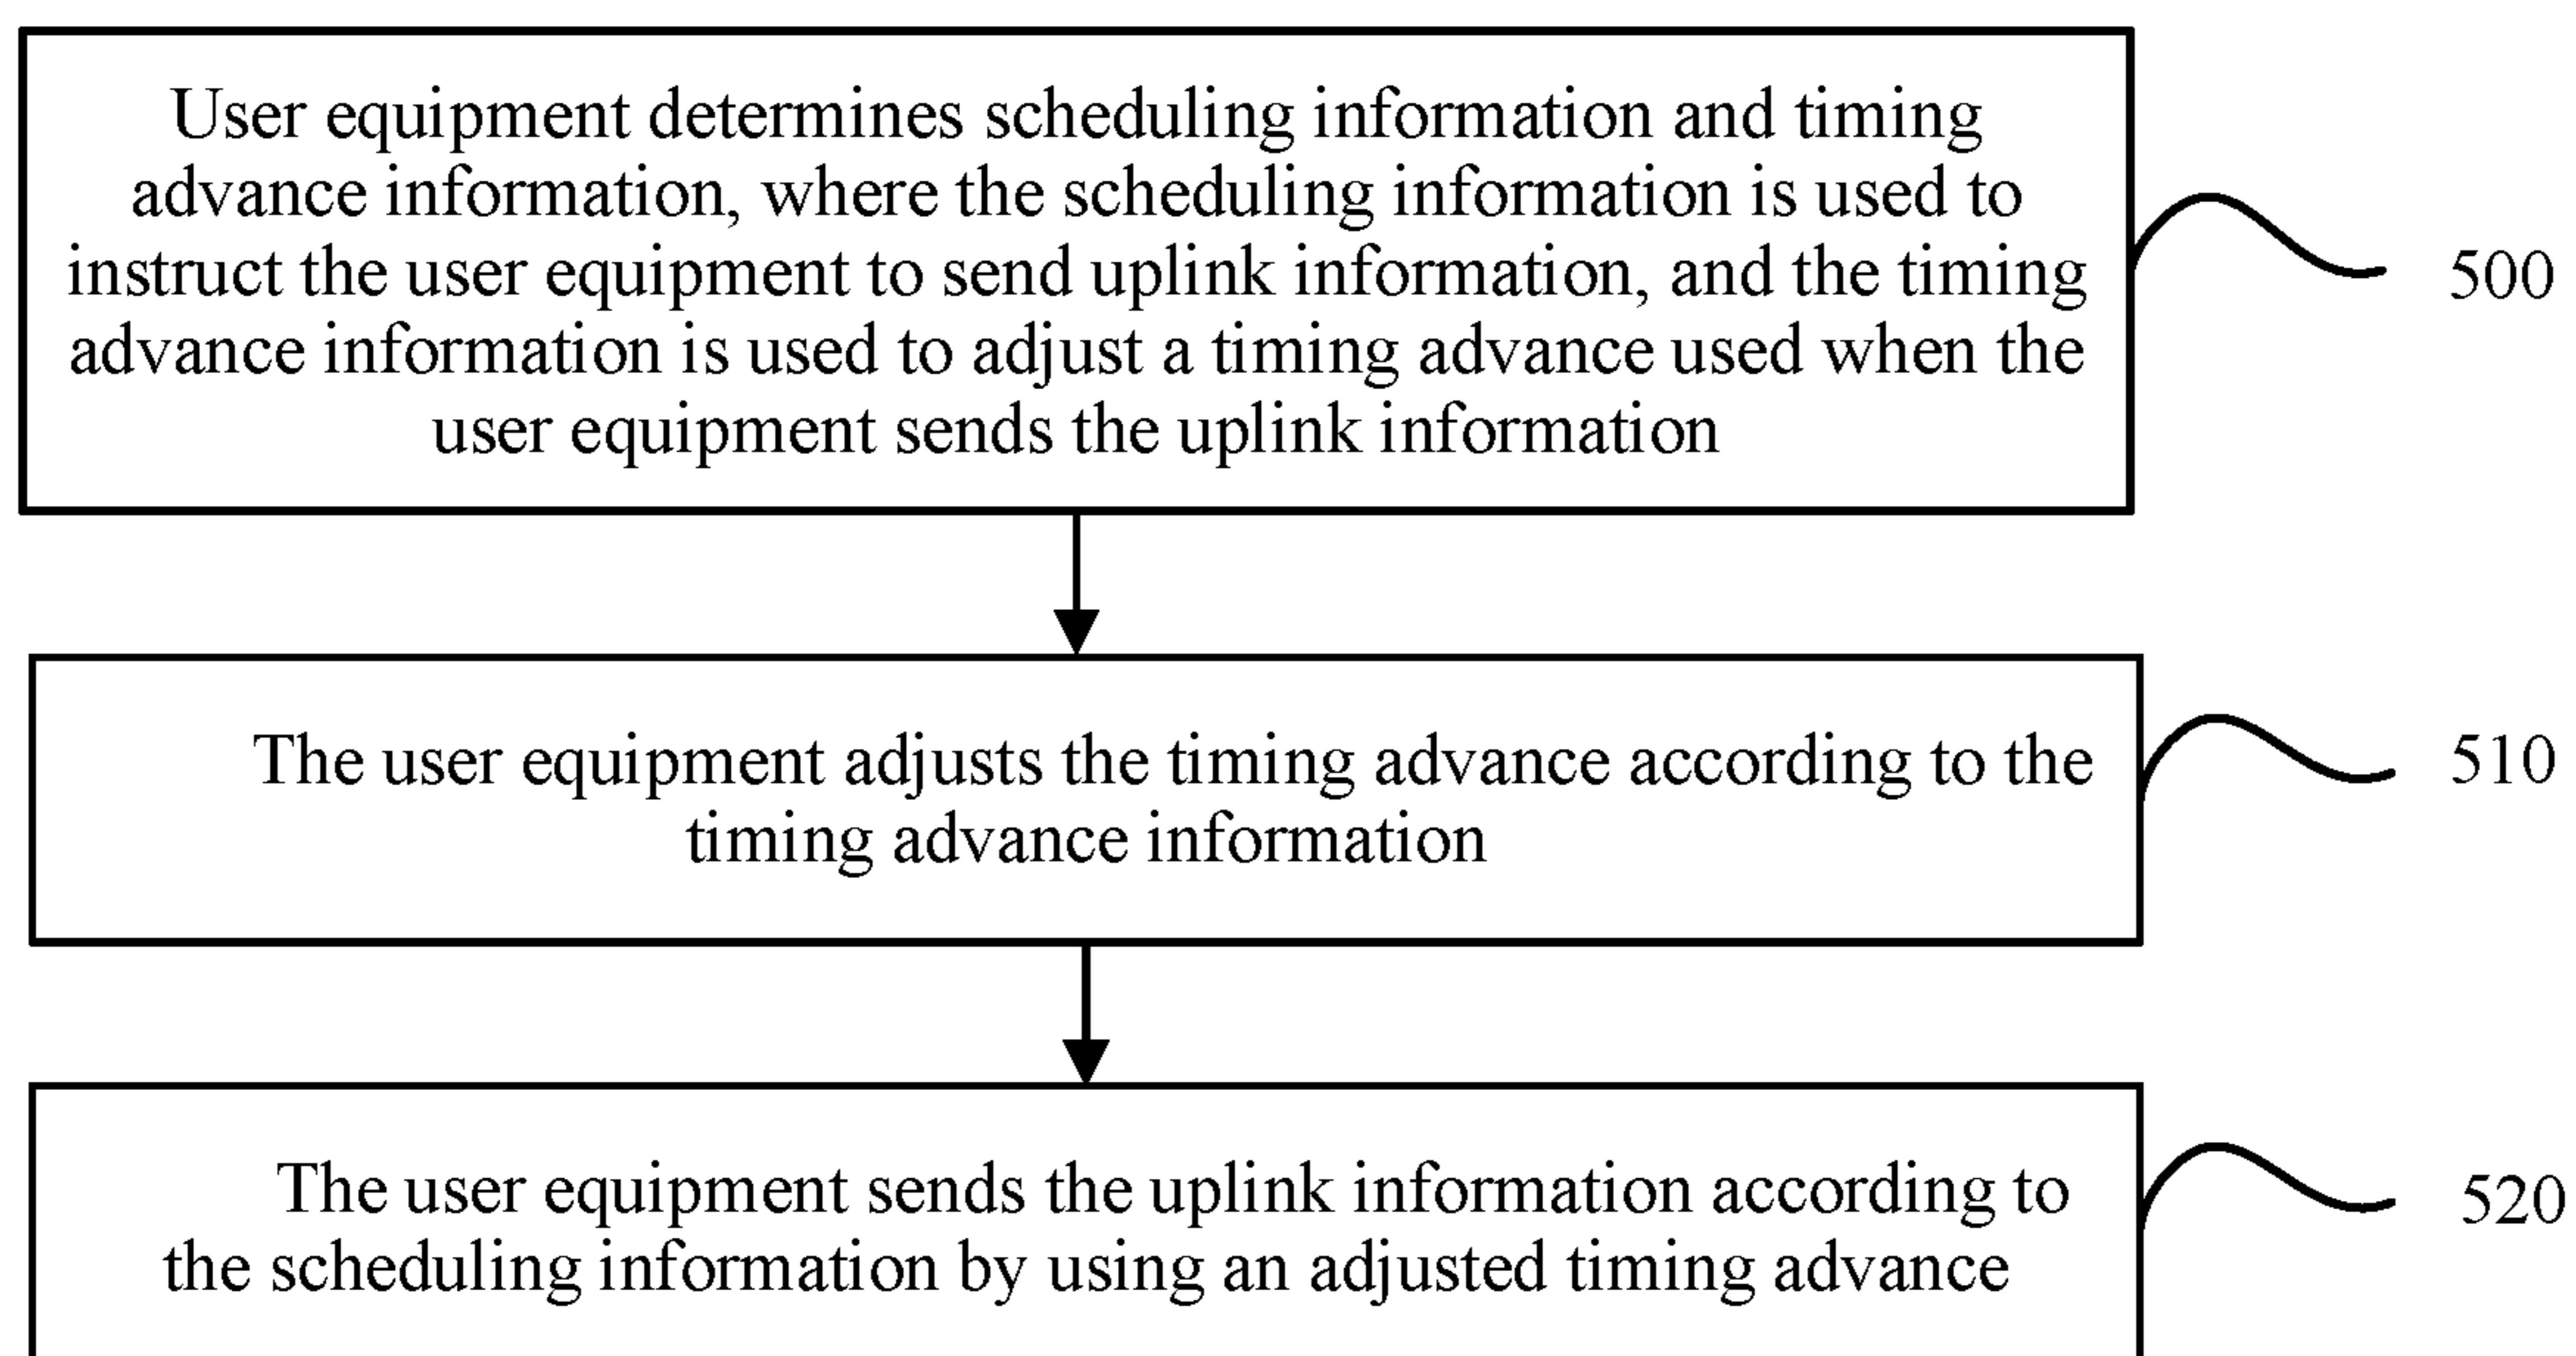 User equipment determines scheduling information and timing
advance information, where the scheduling information is used to
instruct the user equipment to send uplink information, and the timing
advance information is used to adjust a timing advance used when the
user equipment sends the uplink information
500
The user equipment adjusts the timing advance according to the
timing advance information
510
The user equipment sends the uplink information according to
the scheduling information by using an adjusted timing advance
520